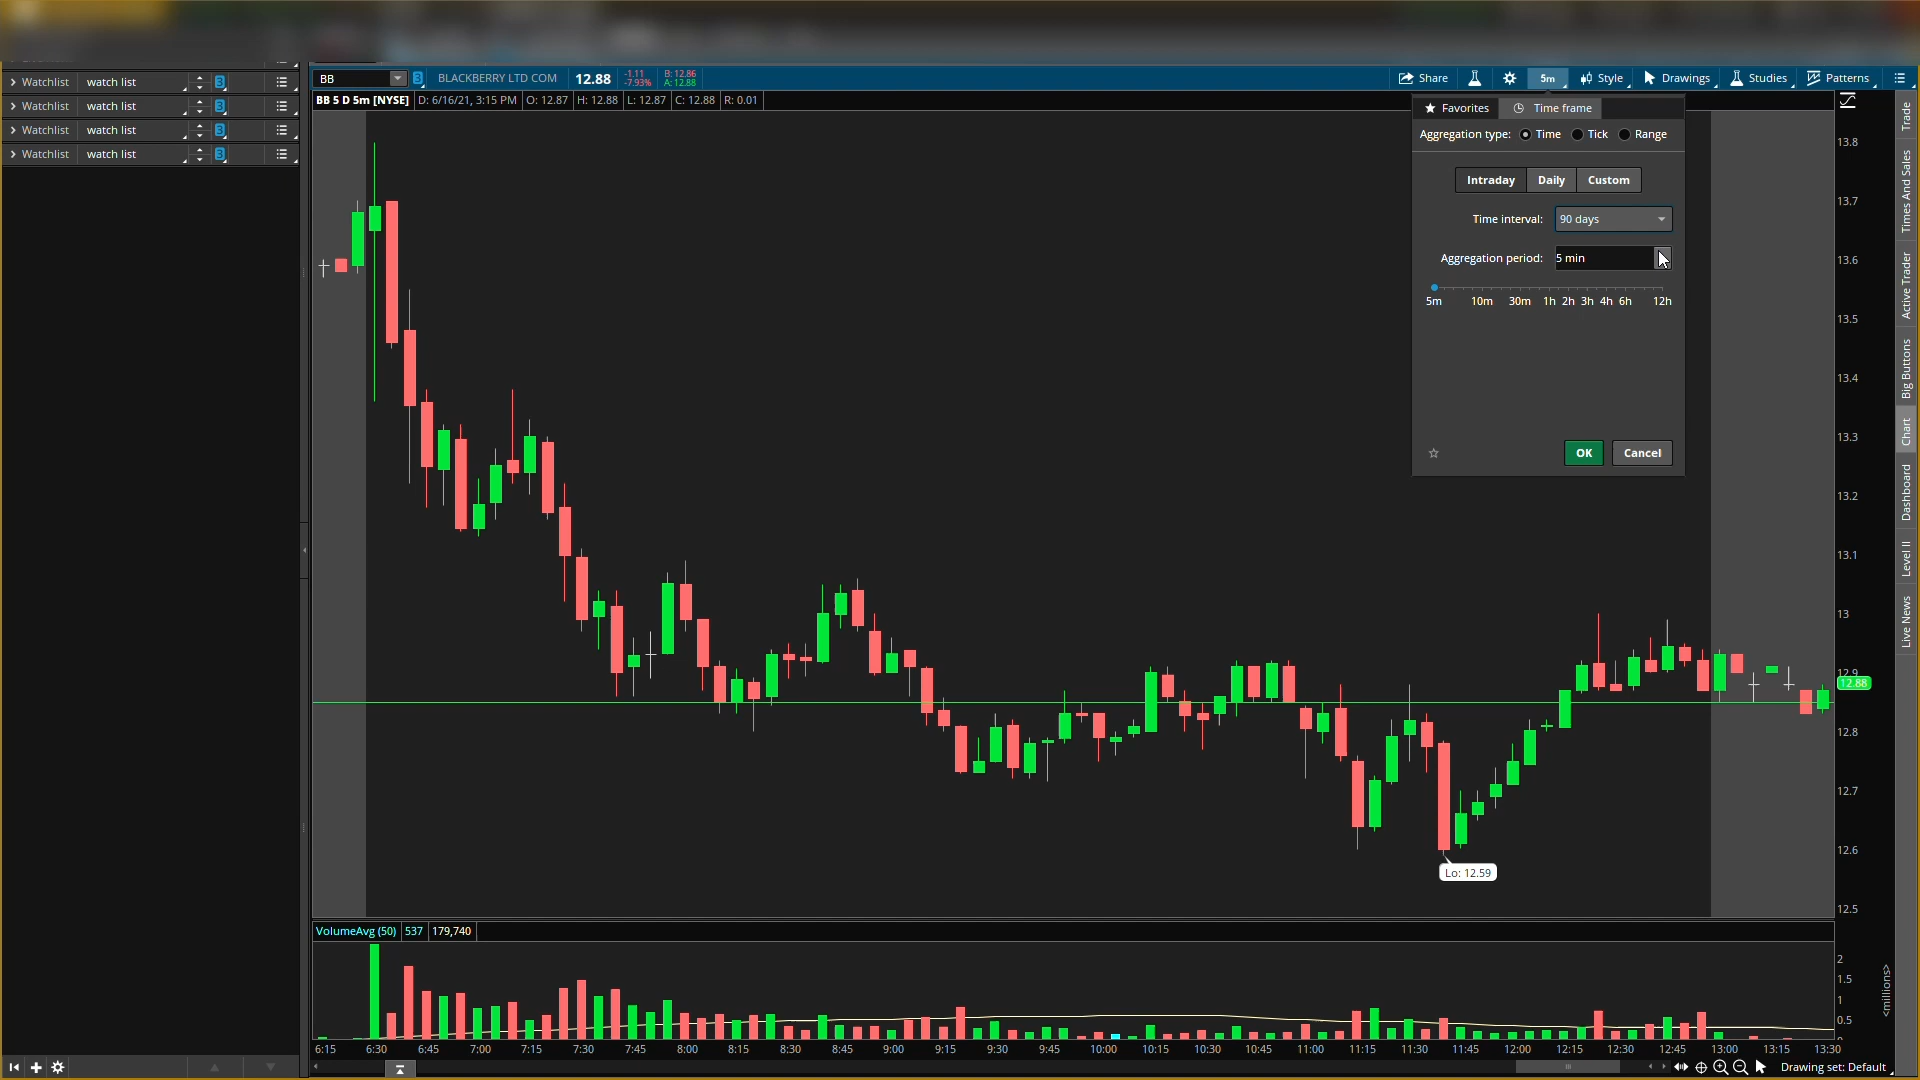 Watchlist watch list 3
Watchlist watch list 3
Watchlist watch list 3
Watchlist watch list 3
BB 3 BLACKBERRY LTD COM 12.88 -1.11 -7.93% B: 12.86 A: 12.88 Share 5m Style Drawings Studies Patterns
BB 5 D 5m [NYSE] D: 6/16/21, 3:15 PM O: 12.87 H: 12.88 L: 12.87 C: 12.88 R: 0.01
Favorites Time frame
Aggregation type: Time Tick Range
Intraday Daily Custom
Time interval: 90 days
Aggregation period: 5 min
5m 10m 30m 1h 2h 3h 4h 6h 12h
OK Cancel
13.8
13.7
13.6
13.5
13.4
13.3
13.2
13.1
13
12.9
12.88
12.8
12.7
12.6
12.5
Lo: 12.59
VolumeAvg (50) 537 179,740
2
1.5
1
0.5
<millions>
6:15 6:30 6:45 7:00 7:15 7:30 7:45 8:00 8:15 8:30 8:45 9:00 9:15 9:30 9:45 10:00 10:15 10:30 10:45 11:00 11:15 11:30 11:45 12:00 12:15 12:30 12:45 13:00 13:15 13:30
Drawing set: Default
Trade
Times And Sales
Active Trader
Big Buttons
Chart
Dashboard
Level II
Live News